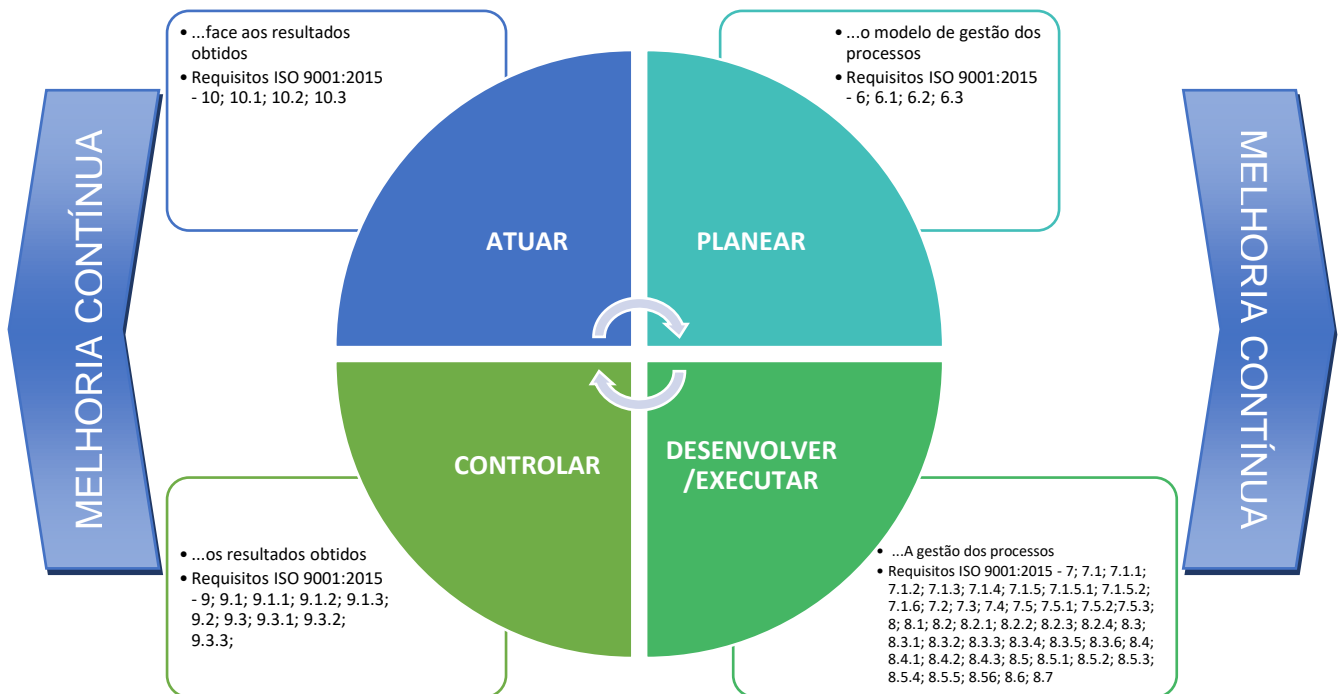 MELHORIA CONTÍNUA
• ...face aos resultados
obtidos
• Requisitos ISO 9001:2015
- 10; 10.1; 10.2; 10.3
• ...o modelo de gestão dos
processos
• Requisitos ISO 9001:2015
- 6; 6.1; 6.2; 6.3
MELHORIA CONTÍNUA
ATUAR
PLANEAR
CONTROLAR
DESENVOLVER
/EXECUTAR
• ...os resultados obtidos
• Requisitos ISO 9001:2015
- 9; 9.1; 9.1.1; 9.1.2; 9.1.3;
9.2; 9.3; 9.3.1; 9.3.2;
9.3.3;
• ...A gestão dos processos
• Requisitos ISO 9001:2015 - 7; 7.1; 7.1.1;
7.1.2; 7.1.3; 7.1.4; 7.1.5; 7.1.5.1; 7.1.5.2;
7.1.6; 7.2; 7.3; 7.4; 7.5; 7.5.1; 7.5.2;7.5.3;
8; 8.1; 8.2; 8.2.1; 8.2.2; 8.2.3; 8.2.4; 8.3;
8.3.1; 8.3.2; 8.3.3; 8.3.4; 8.3.5; 8.3.6; 8.4;
8.4.1; 8.4.2; 8.4.3; 8.5; 8.5.1; 8.5.2; 8.5.3;
8.5.4; 8.5.5; 8.56; 8.6; 8.7